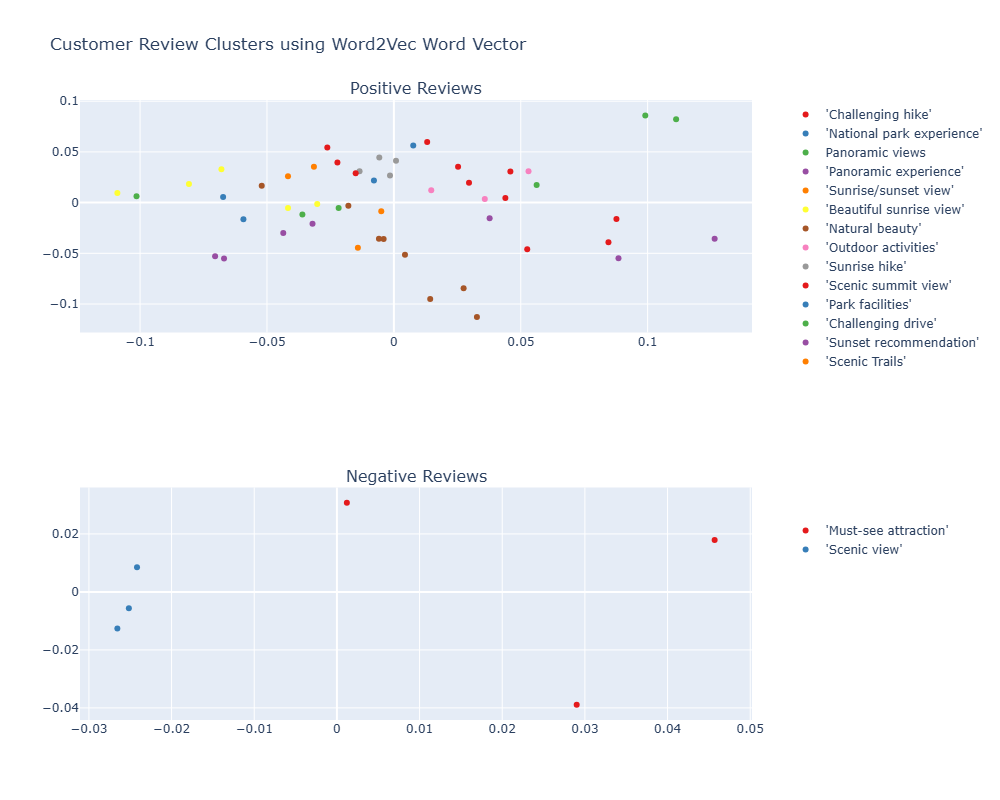 Customer Review Clusters using Word2Vec Word Vector
Positive Reviews
0.1
0.05
0
−0.05
−0.1
−0.1
−0.05
0
0.05
0.1
'Challenging hike'
'National park experience'
Panoramic views
'Panoramic experience'
'Sunrise/sunset view'
'Beautiful sunrise view'
'Natural beauty'
'Outdoor activities'
'Sunrise hike'
'Scenic summit view'
'Park facilities'
'Challenging drive'
'Sunset recommendation'
'Scenic Trails'
Negative Reviews
0.02
0
−0.02
−0.04
−0.03
−0.02
−0.01
0
0.01
0.02
0.03
0.04
0.05
'Must-see attraction'
'Scenic view'